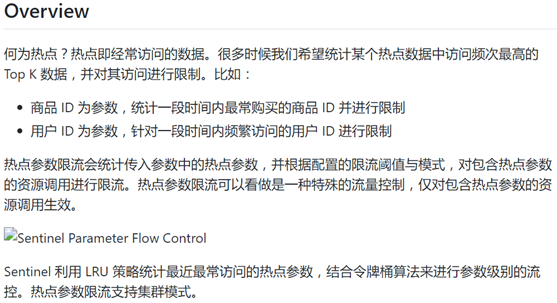 Overview
何为热点？热点即经常访问的数据。很多时候我们希望统计某个热点数据中访问频次最高的
Top K 数据，并对其访问进行限制。比如：
• 商品 ID 为参数，统计一段时间内最常购买的商品 ID 并进行限制
• 用户 ID 为参数，针对一段时间内频繁访问的用户 ID 进行限制
热点参数限流会统计传入参数中的热点参数，并根据配置的限流阈值与模式，对包含热点参数
的资源调用进行限流。热点参数限流可以看做是一种特殊的流量控制，仅对包含热点参数的资
源调用生效。
Sentinel Parameter Flow Control
Sentinel 利用 LRU 策略统计最近最常访问的热点参数，结合令牌桶算法来进行参数级别的流
控。热点参数限流支持集群模式。